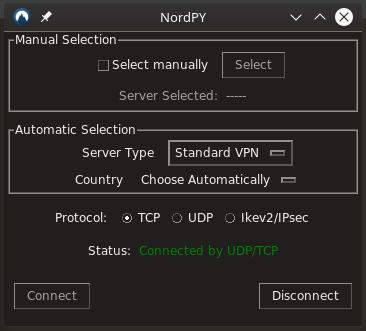 NordPY
Manual Selection
Select manually Select
Server Selected: -----
Automatic Selection
Server Type Standard VPN
Country Choose Automatically
Protocol: TCP UDP Ikev2/IPsec
Status: Connected by UDP/TCP
Connect Disconnect